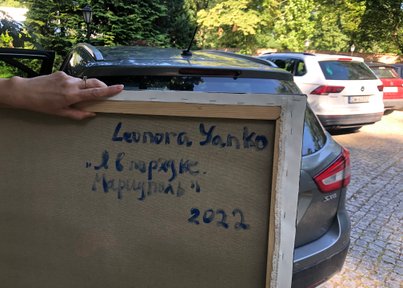 Leonora Yanko
„Я в порядке.
Мариуполь"
2022